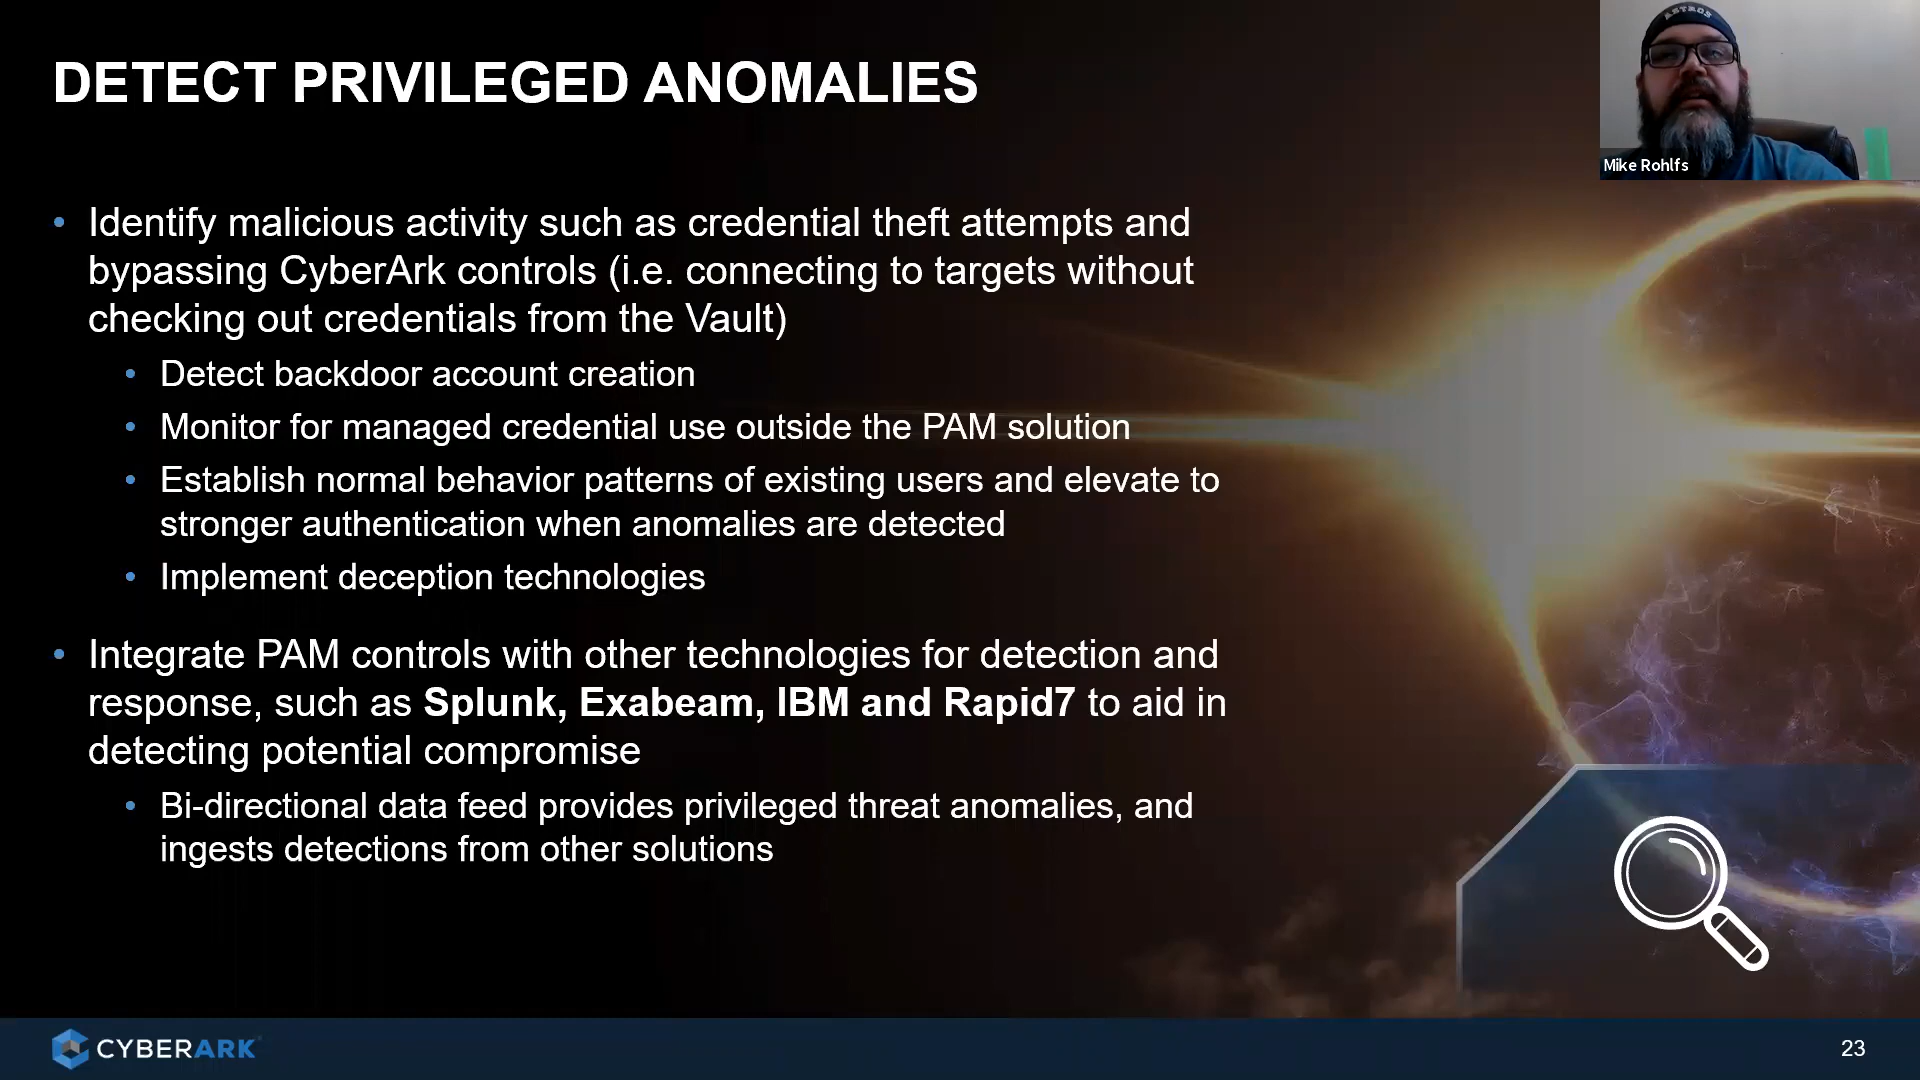 DETECT PRIVILEGED ANOMALIES
ASTROS
Mike Rohlfs
• Identify malicious activity such as credential theft attempts and
bypassing CyberArk controls (i.e. connecting to targets without
checking out credentials from the Vault)
• Detect backdoor account creation
• Monitor for managed credential use outside the PAM solution
• Establish normal behavior patterns of existing users and elevate to
stronger authentication when anomalies are detected
• Implement deception technologies
• Integrate PAM controls with other technologies for detection and
response, such as Splunk, Exabeam, IBM and Rapid7 to aid in
detecting potential compromise
• Bi-directional data feed provides privileged threat anomalies, and
ingests detections from other solutions
CYBERARK
23